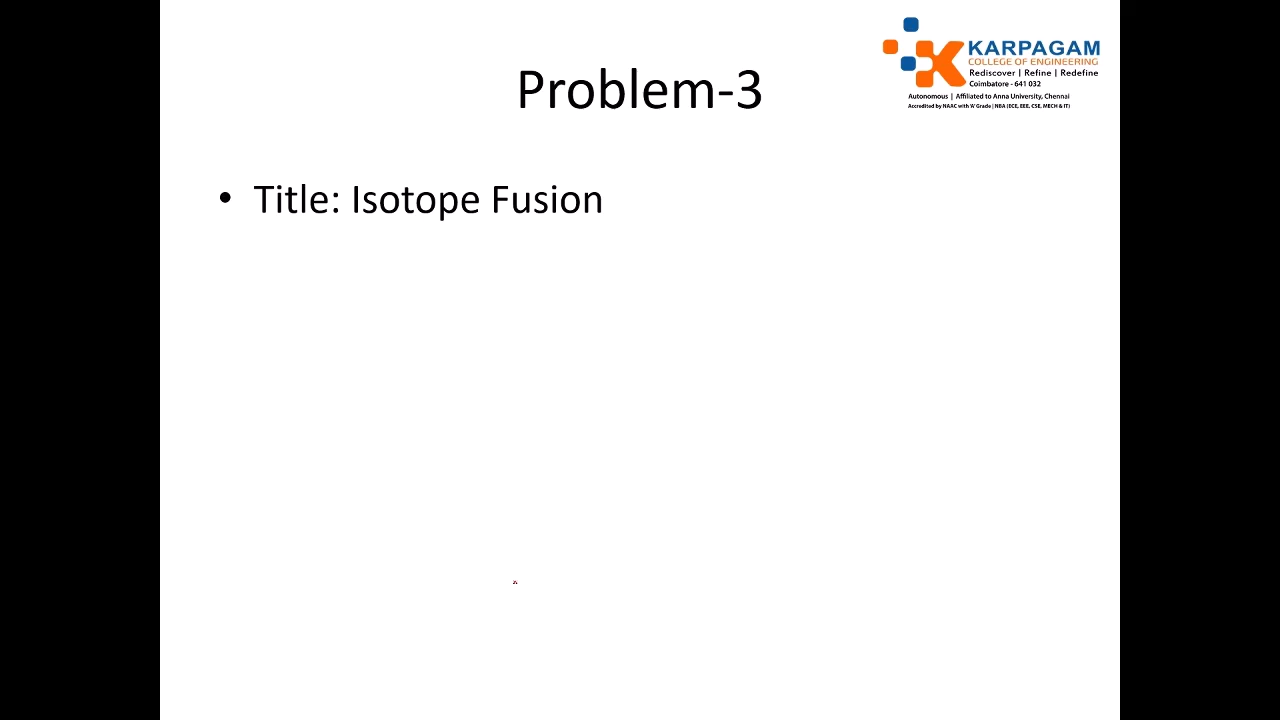 KARPAGAM
COLLEGE OF ENGINEERING
Rediscover | Refine | Redefine
Coimbatore - 641 032
Autonomous | Affiliated to Anna University, Chennai
Accredited by NAAC with 'A' Grade | NBA (ECE, EEE, CSE, MECH & IT)
Problem-3
• Title: Isotope Fusion